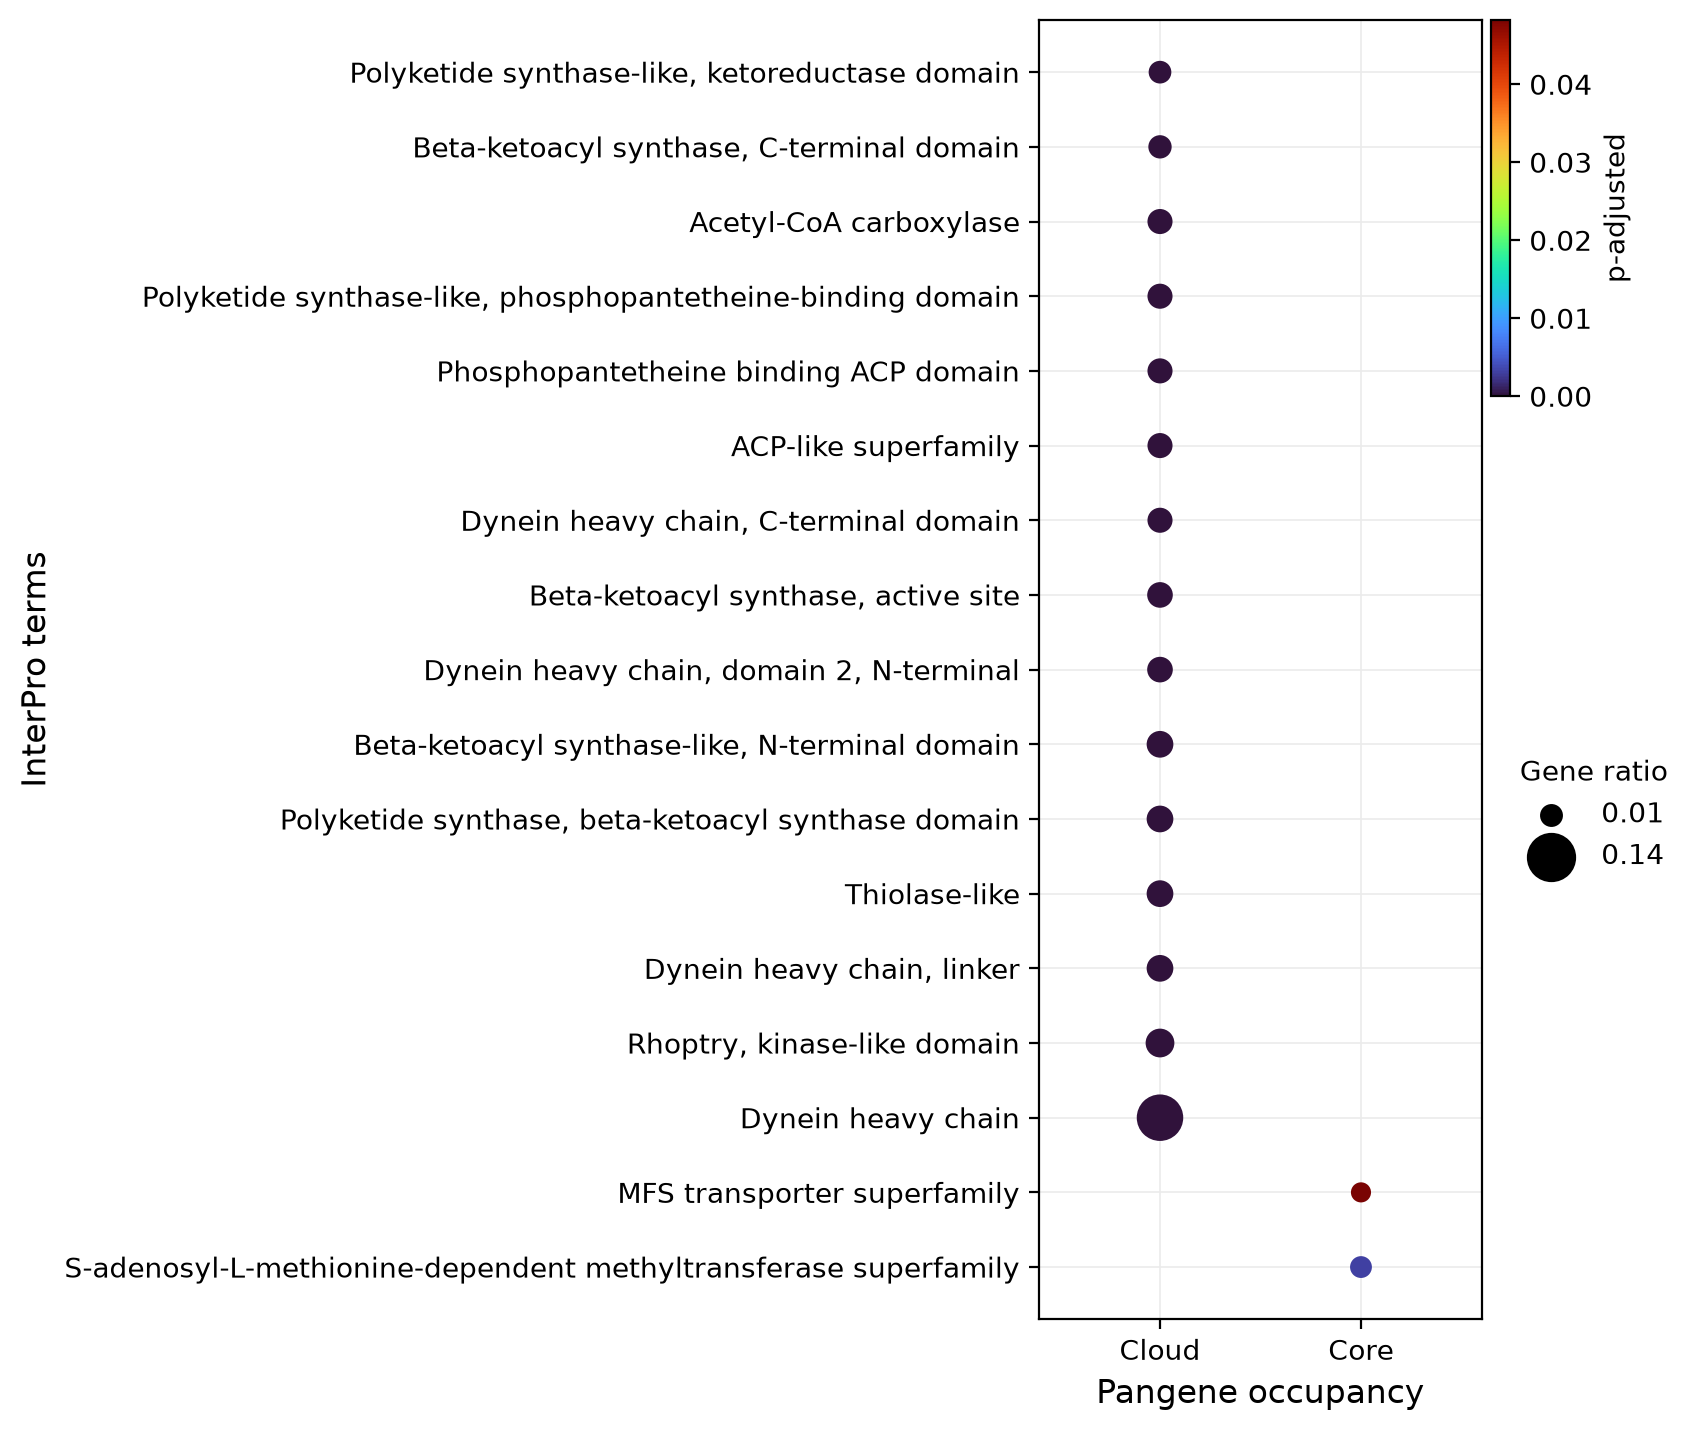 Polyketide synthase-like, ketoreductase domain
Beta-ketoacyl synthase, C-terminal domain
Acetyl-CoA carboxylase
Polyketide synthase-like, phosphopantetheine-binding domain
Phosphopantetheine binding ACP domain
ACP-like superfamily
Dynein heavy chain, C-terminal domain
Beta-ketoacyl synthase, active site
Dynein heavy chain, domain 2, N-terminal
Beta-ketoacyl synthase-like, N-terminal domain
Polyketide synthase, beta-ketoacyl synthase domain
Thiolase-like
Dynein heavy chain, linker
Rhoptry, kinase-like domain
Dynein heavy chain
MFS transporter superfamily
S-adenosyl-L-methionine-dependent methyltransferase superfamily
InterPro terms
Cloud
Core
Pangene occupancy
0.04
0.03
0.02
0.01
0.00
p-adjusted
Gene ratio
0.01
0.14